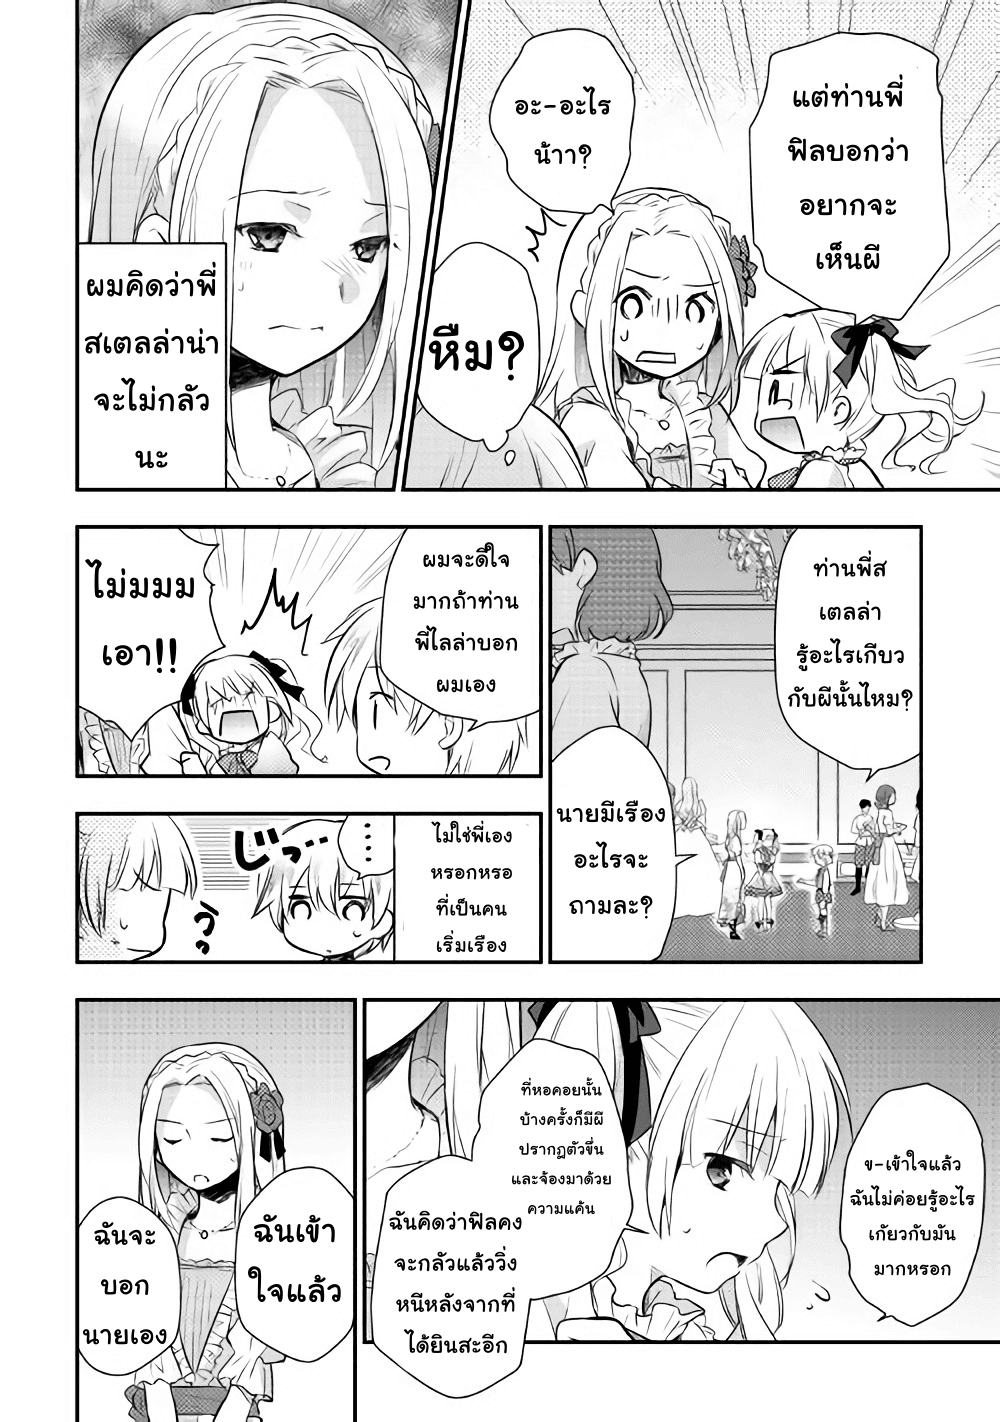 แต่ท่านพี่
ฟิลบอกว่า
อยากจะ
เห็นผี
อะ-อะไร
น้าา?
หืม?
ผมคิดว่าพี่
สเตลล่าน่า
จะไม่กลัว
นะ
ท่านพี่ส
เตลล่า
รู้อะไรเกีบว
กับผีนั้นไหม?
นายมีเรือง
อะไรจะ
ถามละ?
ผมจะดีใจ
มากถ้าท่าน
พี่ไลล่าบอก
ผมเอง
ไม่มมม
เอา!!
ไม่ใช่พี่เอง
หรอกหรอ
ที่เป็นคน
เริ่มเรือง
じっ…
ข-เข้าใจแล้ว
ฉันไม่ค่อยรู้อะไร
เกัยวกับมัน
มากหรอก
ที่หอคอยนั้น
บ้างครั้งก็มีผี
ปรากฏตัวขึ่น
และจ้องมาด้วย
ความแค้น
ฉันคิดว่าฟิลคง
จะกลัวแล้ววิ่ง
หนีหลังจากที่
ได้ยินสะอีก
ฉันเข้า
ใจแล้ว
ฉันจะ
บอก
นายเอง